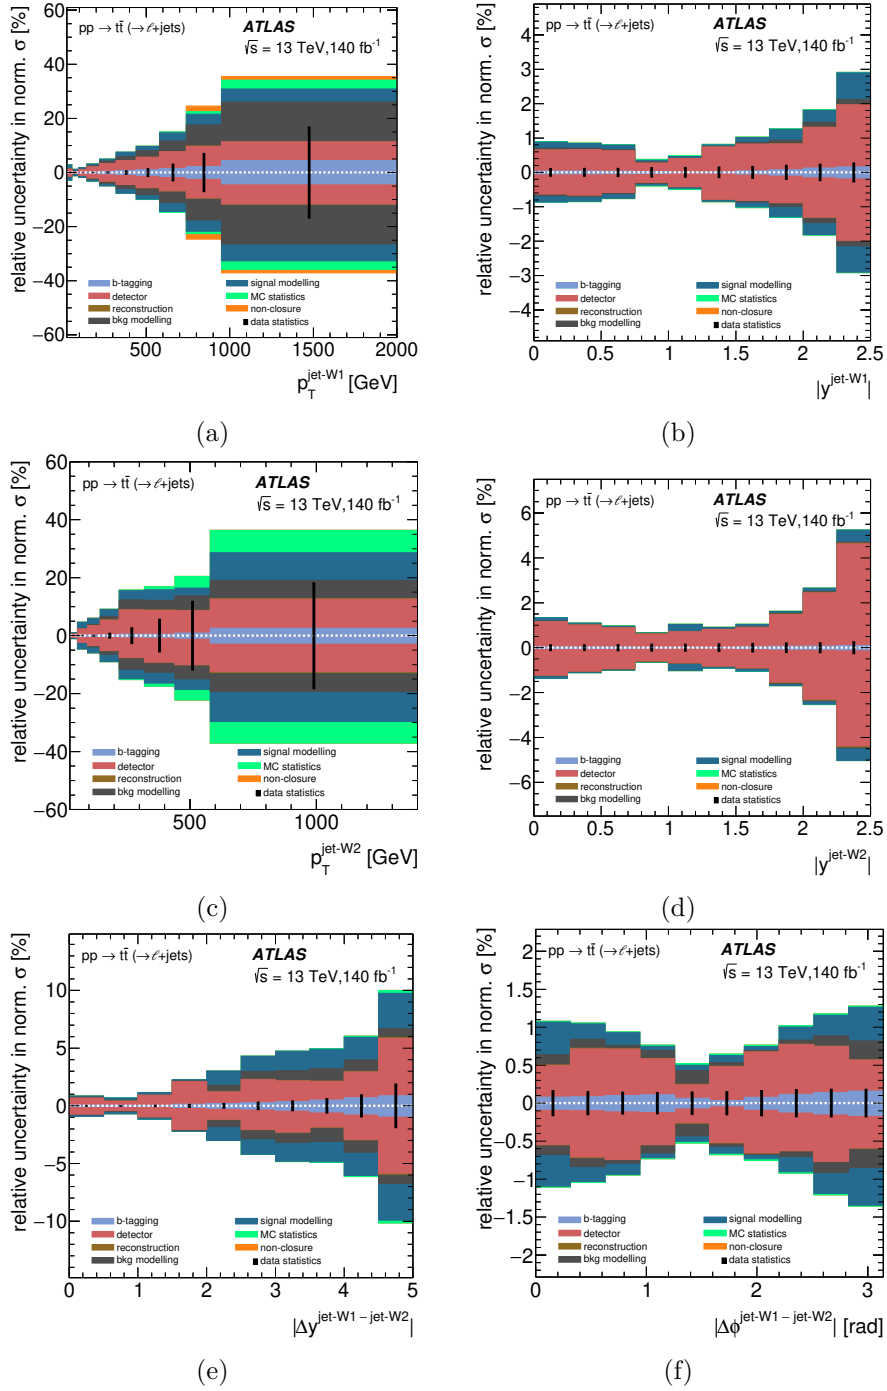 relative uncertainty in norm. σ [%]
pp → tt̄ (→ℓ+jets) ATLAS
√s = 13 TeV,140 fb⁻¹
60
40
20
0
−20
−40
−60
b-tagging signal modelling
detector MC statistics
reconstruction non-closure
bkg modelling data statistics
500 1000 1500 2000
p_T^jet-W1 [GeV]
(a)
relative uncertainty in norm. σ [%]
pp → tt̄ (→ℓ+jets) ATLAS
√s = 13 TeV,140 fb⁻¹
4
3
2
1
0
−1
−2
−3
−4
b-tagging signal modelling
detector MC statistics
reconstruction non-closure
bkg modelling data statistics
0 0.5 1 1.5 2 2.5
|y^jet-W1|
(b)
relative uncertainty in norm. σ [%]
pp → tt̄ (→ℓ+jets) ATLAS
√s = 13 TeV,140 fb⁻¹
60
40
20
0
−20
−40
−60
b-tagging signal modelling
detector MC statistics
reconstruction non-closure
bkg modelling data statistics
500 1000
p_T^jet-W2 [GeV]
(c)
relative uncertainty in norm. σ [%]
pp → tt̄ (→ℓ+jets) ATLAS
√s = 13 TeV,140 fb⁻¹
6
4
2
0
−2
−4
−6
b-tagging signal modelling
detector MC statistics
reconstruction non-closure
bkg modelling data statistics
0 0.5 1 1.5 2 2.5
|y^jet-W2|
(d)
relative uncertainty in norm. σ [%]
pp → tt̄ (→ℓ+jets) ATLAS
√s = 13 TeV,140 fb⁻¹
10
5
0
−5
−10
b-tagging signal modelling
detector MC statistics
reconstruction non-closure
bkg modelling data statistics
0 1 2 3 4 5
|Δy^jet-W1 − jet-W2|
(e)
relative uncertainty in norm. σ [%]
pp → tt̄ (→ℓ+jets) ATLAS
√s = 13 TeV,140 fb⁻¹
2
1.5
1
0.5
0
−0.5
−1
−1.5
−2
b-tagging signal modelling
detector MC statistics
reconstruction non-closure
bkg modelling data statistics
0 1 2 3
|Δϕ^jet-W1 − jet-W2| [rad]
(f)